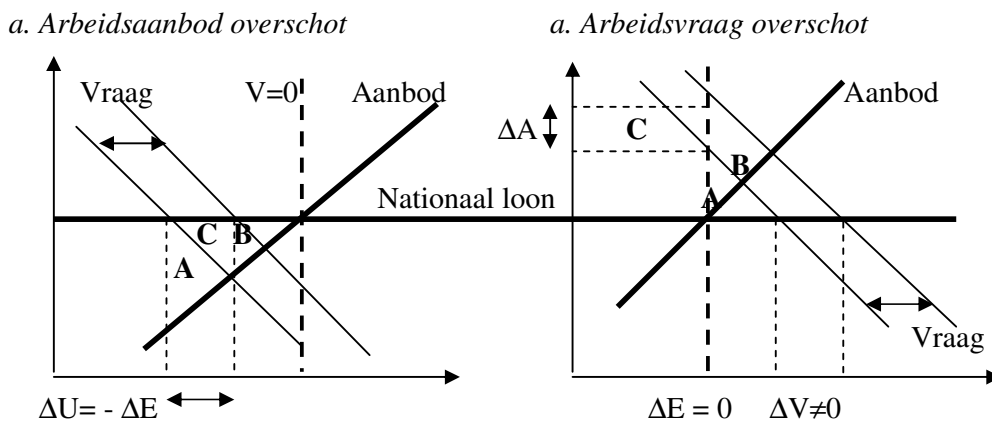 a. Arbeidsaanbod overschot
a. Arbeidsvraag overschot
Vraag
V=0
Aanbod
C
B
A
ΔU= - ΔE
Nationaal loon
Aanbod
ΔA
C
B
A
Vraag
ΔE = 0
ΔV≠0